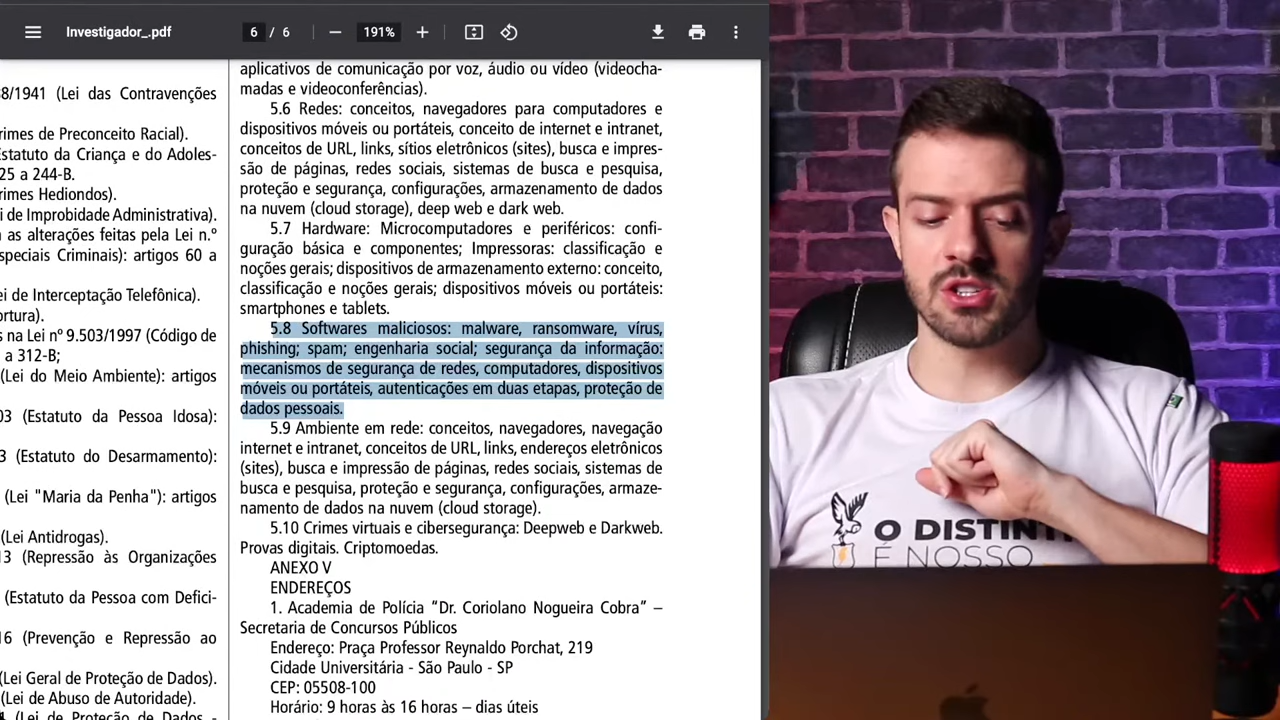 Investigador_.pdf
6 / 6
191%
38/1941 (Lei das Contravenções
rimes de Preconceito Racial).
Estatuto da Criança e do Adoles-
25 a 244-B.
rimes Hediondos).
i de Improbidade Administrativa).
as alterações feitas pela Lei n.º
speciais Criminais): artigos 60 a
ei de Interceptação Telefônica).
ortura).
s na Lei nº 9.503/1997 (Código de
a 312-B;
(Lei do Meio Ambiente): artigos
03 (Estatuto da Pessoa Idosa):
3 (Estatuto do Desarmamento):
(Lei "Maria da Penha"): artigos
(Lei Antidrogas).
13 (Repressão às Organizações
(Estatuto da Pessoa com Defici-
16 (Prevenção e Repressão ao
(Lei Geral de Proteção de Dados).
(Lei de Abuso de Autoridade).
(Lei de Proteção de Dados -
aplicativos de comunicação por voz, áudio ou vídeo (videocha-
madas e videoconferências).
5.6 Redes: conceitos, navegadores para computadores e
dispositivos móveis ou portáteis, conceito de internet e intranet,
conceitos de URL, links, sítios eletrônicos (sites), busca e impres-
são de páginas, redes sociais, sistemas de busca e pesquisa,
proteção e segurança, configurações, armazenamento de dados
na nuvem (cloud storage), deep web e dark web.
5.7 Hardware: Microcomputadores e periféricos: confi-
guração básica e componentes; Impressoras: classificação e
noções gerais; dispositivos de armazenamento externo: conceito,
classificação e noções gerais; dispositivos móveis ou portáteis:
smartphones e tablets.
5.8 Softwares maliciosos: malware, ransomware, vírus,
phishing; spam; engenharia social; segurança da informação:
mecanismos de segurança de redes, computadores, dispositivos
móveis ou portáteis, autenticações em duas etapas, proteção de
dados pessoais.
5.9 Ambiente em rede: conceitos, navegadores, navegação
internet e intranet, conceitos de URL, links, endereços eletrônicos
(sites), busca e impressão de páginas, redes sociais, sistemas de
busca e pesquisa, proteção e segurança, configurações, armaze-
namento de dados na nuvem (cloud storage).
5.10 Crimes virtuais e cibersegurança: Deepweb e Darkweb.
Provas digitais. Criptomoedas.
ANEXO V
ENDEREÇOS
1. Academia de Polícia “Dr. Coriolano Nogueira Cobra” –
Secretaria de Concursos Públicos
Endereço: Praça Professor Reynaldo Porchat, 219
Cidade Universitária - São Paulo - SP
CEP: 05508-100
Horário: 9 horas às 16 horas – dias úteis
O DISTINT
É NOSSO